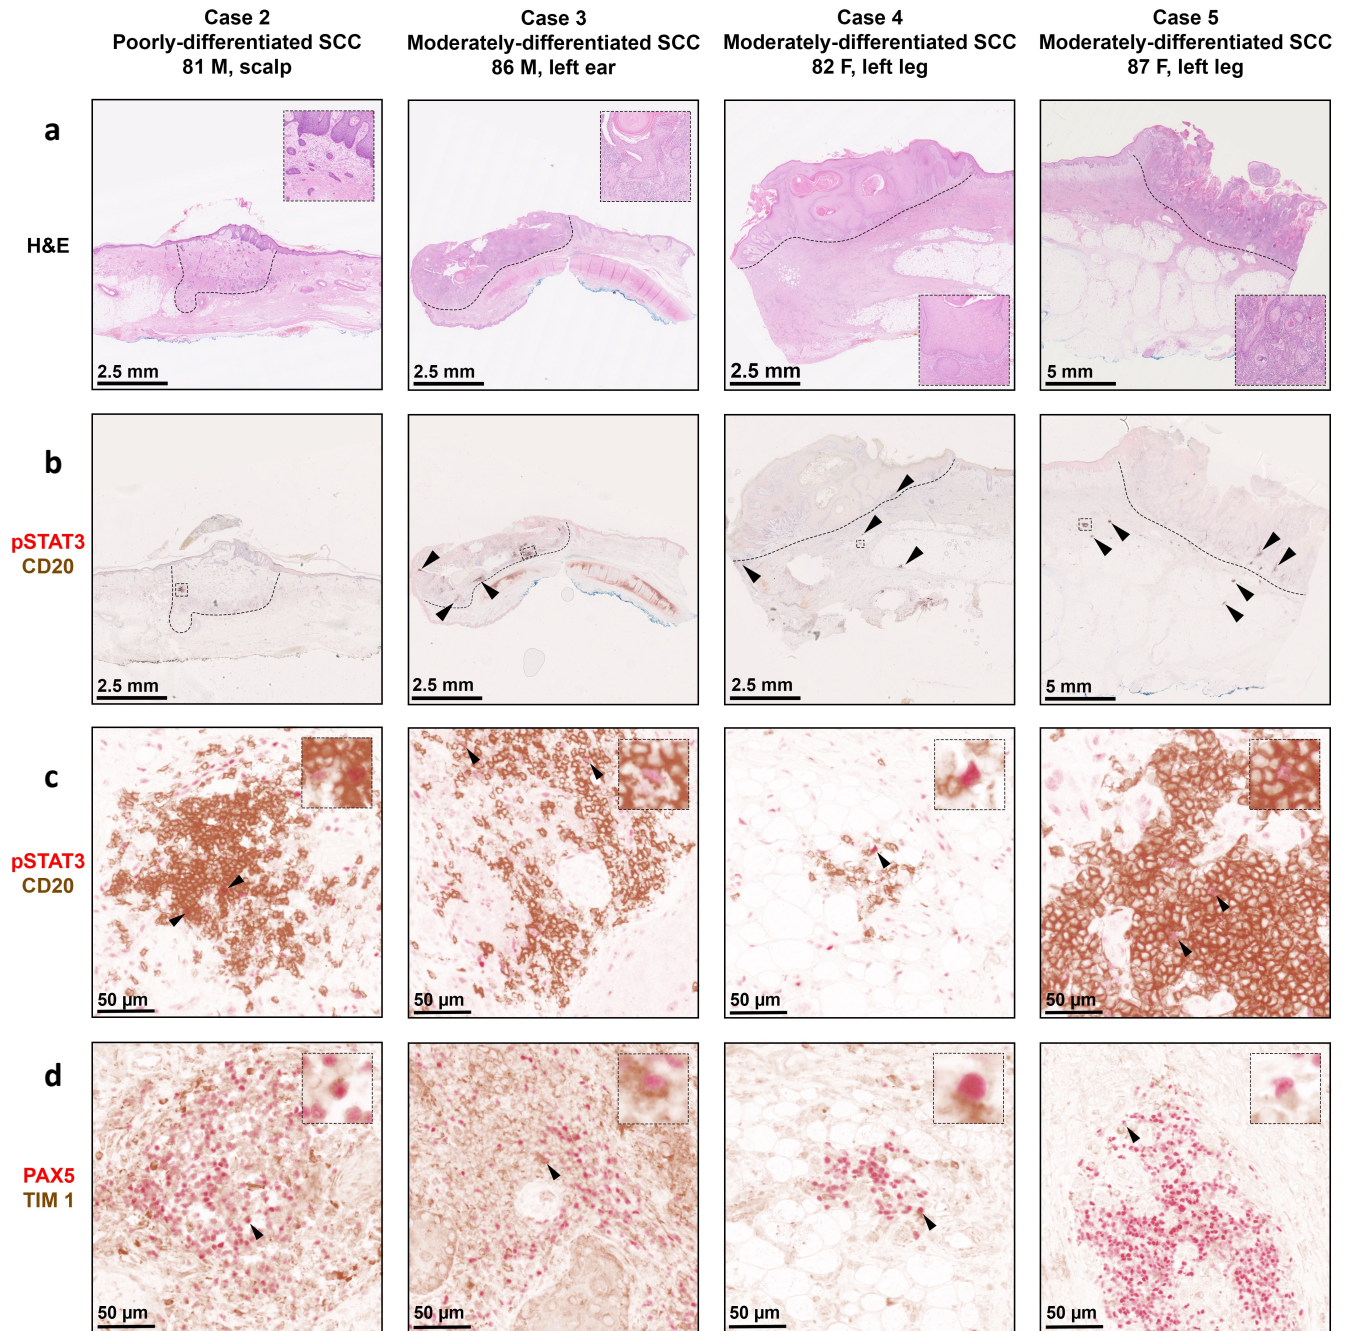 Case 2
Poorly-differentiated SCC
81 M, scalp
Case 3
Moderately-differentiated SCC
86 M, left ear
Case 4
Moderately-differentiated SCC
82 F, left leg
Case 5
Moderately-differentiated SCC
87 F, left leg
a
H&E
2.5 mm
2.5 mm
2.5 mm
5 mm
b
pSTAT3
CD20
2.5 mm
2.5 mm
2.5 mm
5 mm
c
pSTAT3
CD20
50 µm
50 µm
50 µm
50 µm
d
PAX5
TIM 1
50 µm
50 µm
50 µm
50 µm